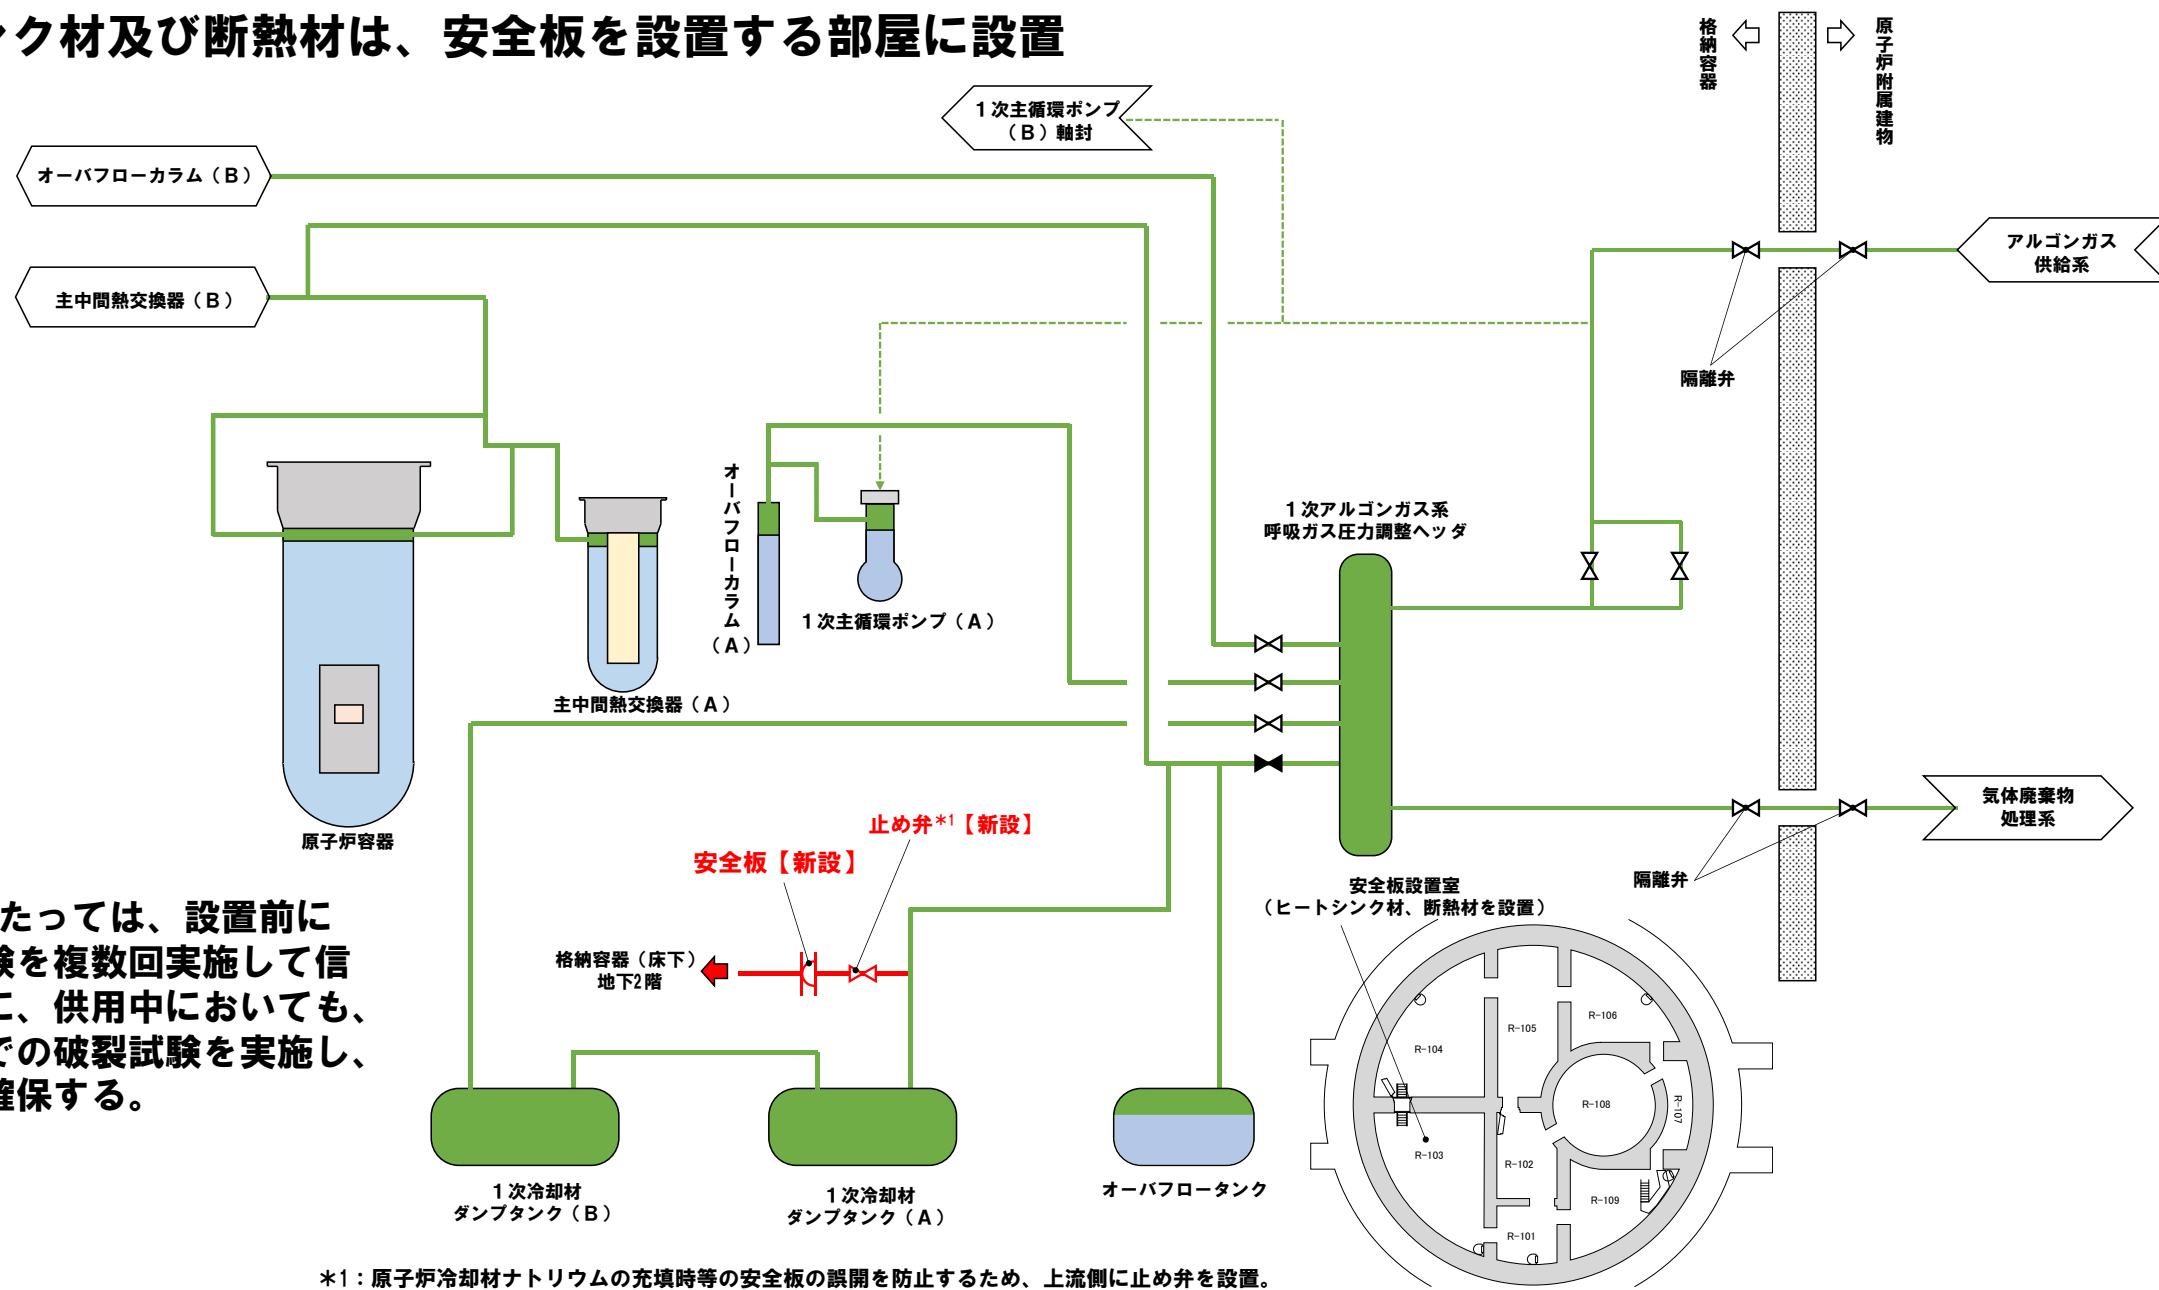 ク材及び断熱材は、安全板を設置する部屋に設置
格納容器
原子炉附属建物
1次主循環ポンプ
（B）軸封
オーバフローカラム（B）
主中間熱交換器（B）
アルゴンガス
供給系
隔離弁
オーバフローカラム
（A）
1次主循環ポンプ（A）
1次アルゴンガス系
呼吸ガス圧力調整ヘッダ
主中間熱交換器（A）
原子炉容器
止め弁*1【新設】
安全板【新設】
気体廃棄物
処理系
隔離弁
安全板設置室
（ヒートシンク材、断熱材を設置）
たっては、設置前に
験を複数回実施して信
に、供用中においても、
での破裂試験を実施し、
確保する。
格納容器（床下）
地下2階
R-106
R-105
R-104
R-108
R-107
R-103
R-102
R-109
R-101
1次冷却材
ダンプタンク（B）
1次冷却材
ダンプタンク（A）
オーバフロータンク
*1：原子炉冷却材ナトリウムの充填時等の安全板の誤開を防止するため、上流側に止め弁を設置。